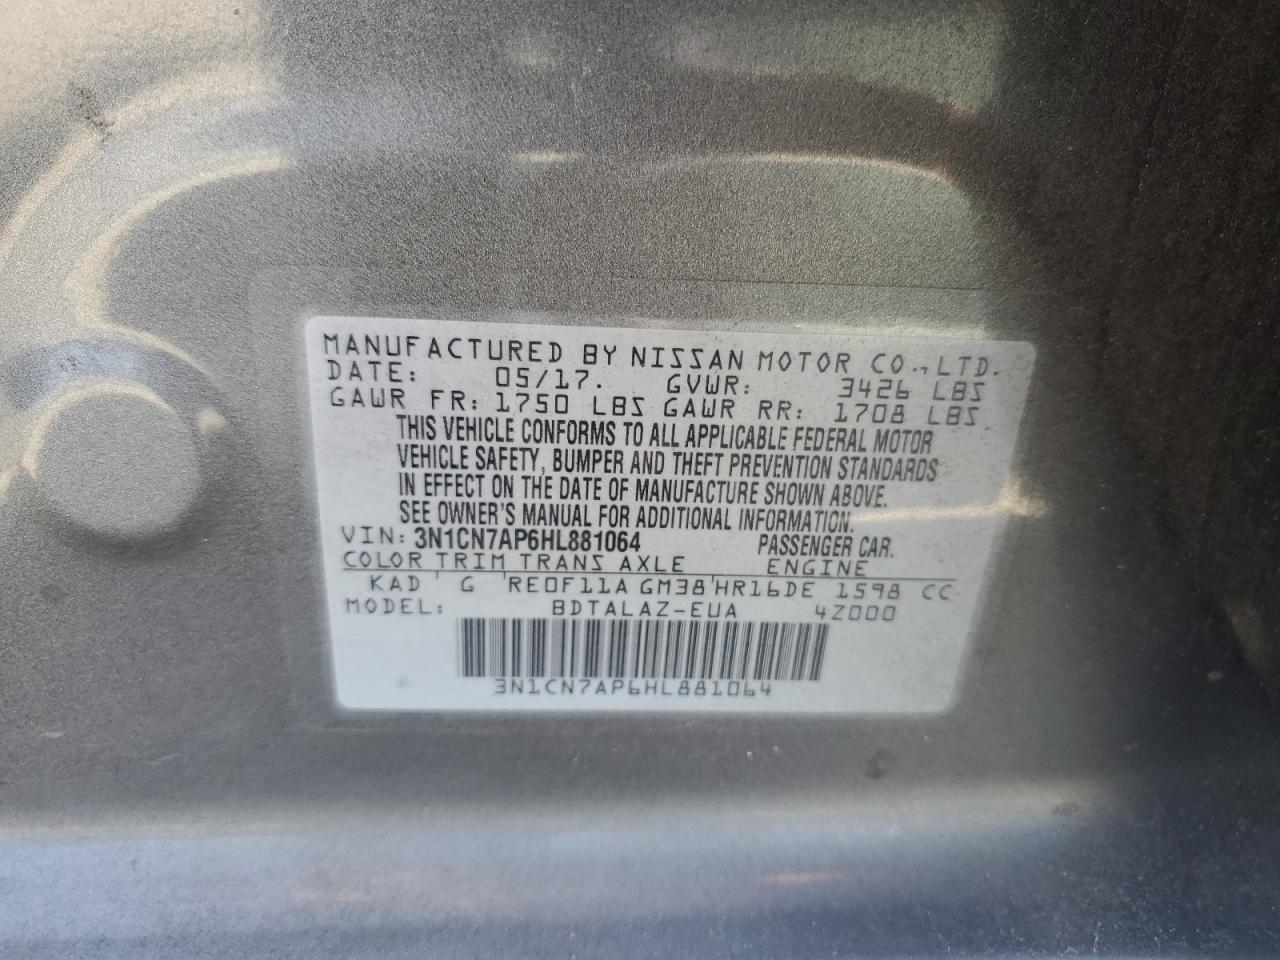 MANUFACTURED BY NISSAN MOTOR CO., LTD.
DATE: 05/17. GVWR: 3426 LBS
GAWR FR: 1750 LBS GAWR RR: 1708 LBS
THIS VEHICLE CONFORMS TO ALL APPLICABLE FEDERAL MOTOR
VEHICLE SAFETY, BUMPER AND THEFT PREVENTION STANDARDS
IN EFFECT ON THE DATE OF MANUFACTURE SHOWN ABOVE.
SEE OWNER'S MANUAL FOR ADDITIONAL INFORMATION.
VIN: 3N1CN7AP6HL881064 PASSENGER CAR.
COLOR TRIM TRANS AXLE ENGINE
KAD G RE0F11A GM38 HR16DE 1598 CC
MODEL: BDTALAZ-EUA 4Z000
3N1CN7AP6HL881064